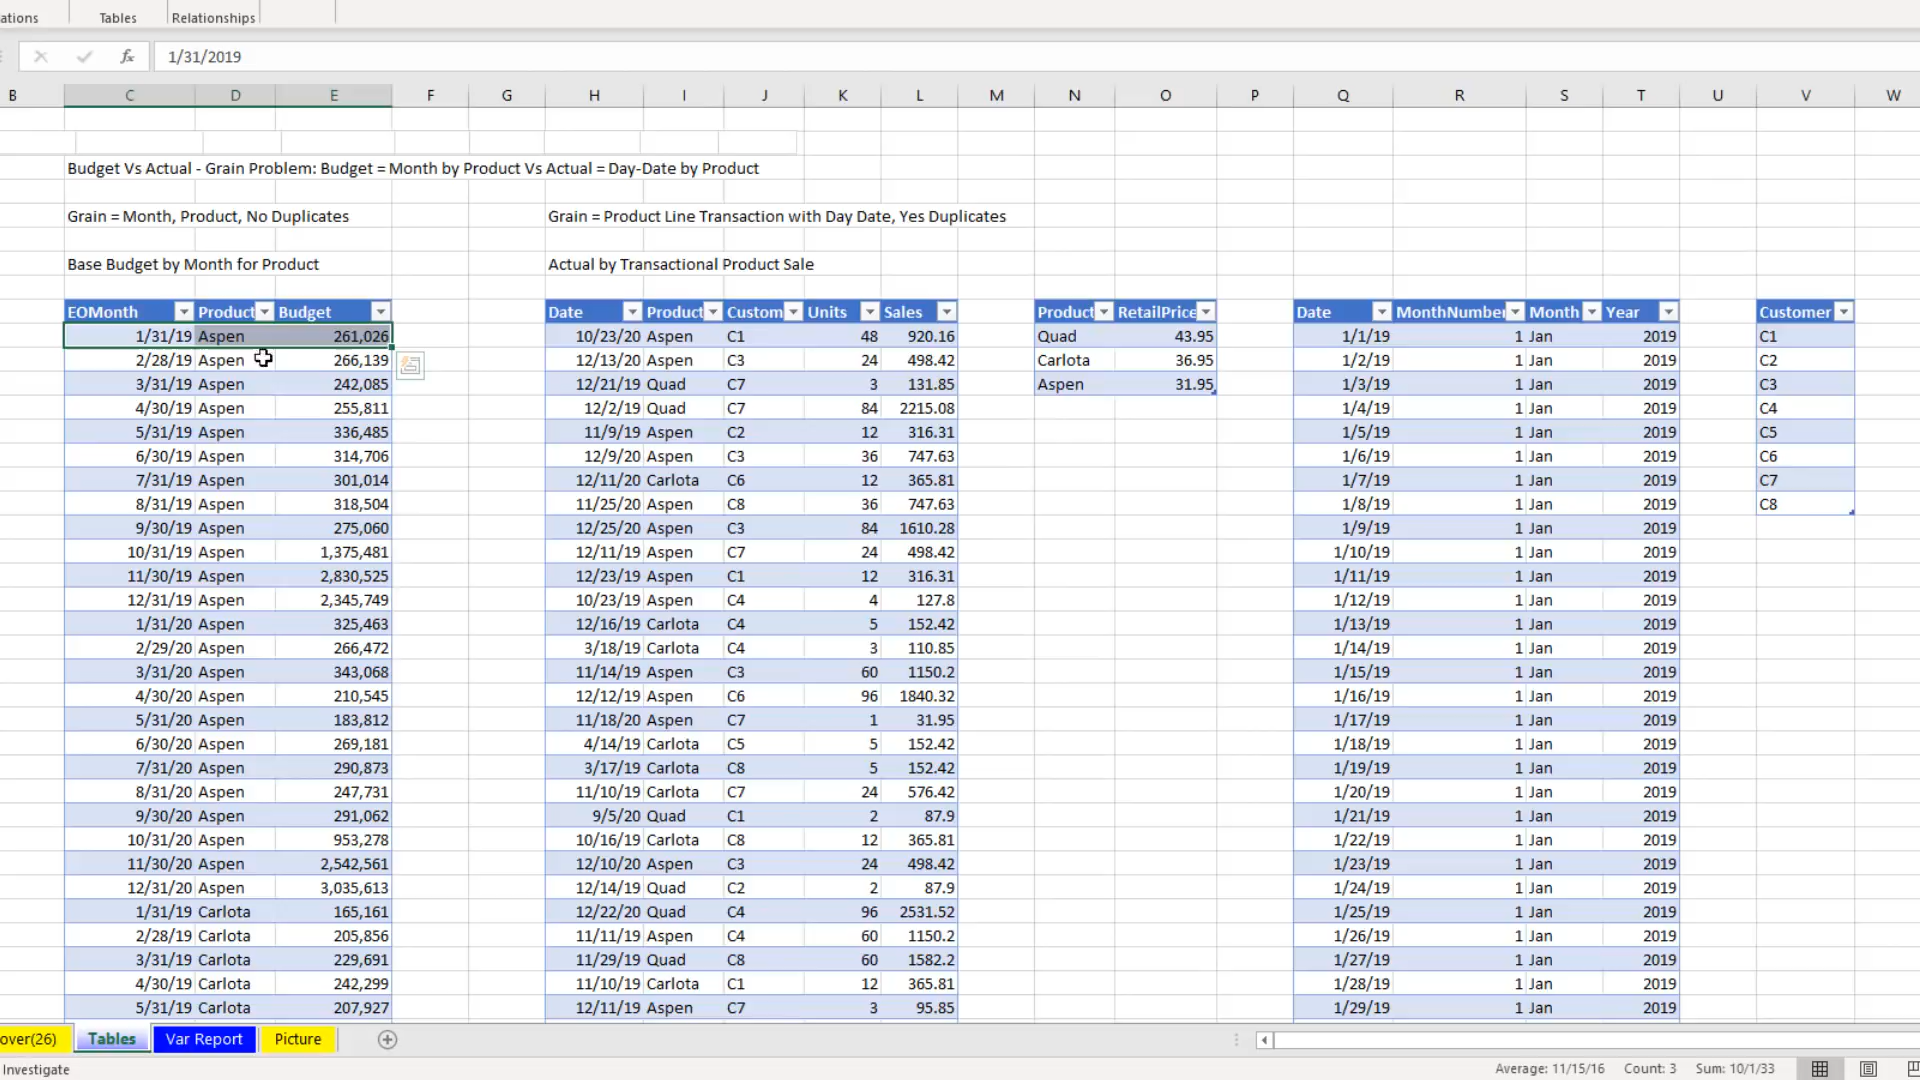 ations Tables Relationships
fx 1/31/2019
B C D E F G H I J K L M N O P Q R S T U V W
Budget Vs Actual - Grain Problem: Budget = Month by Product Vs Actual = Day-Date by Product
Grain = Month, Product, No Duplicates Grain = Product Line Transaction with Day Date, Yes Duplicates
Base Budget by Month for Product Actual by Transactional Product Sale
EOMonth Product Budget Date Product Custom Units Sales Product RetailPrice Date MonthNumber Month Year Customer
1/31/19 Aspen 261,026 10/23/20 Aspen C1 48 920.16 Quad 43.95 1/1/19 1 Jan 2019 C1
2/28/19 Aspen 266,139 12/13/20 Aspen C3 24 498.42 Carlota 36.95 1/2/19 1 Jan 2019 C2
3/31/19 Aspen 242,085 12/21/19 Quad C7 3 131.85 Aspen 31.95 1/3/19 1 Jan 2019 C3
4/30/19 Aspen 255,811 12/2/19 Quad C7 84 2215.08 1/4/19 1 Jan 2019 C4
5/31/19 Aspen 336,485 11/9/19 Aspen C2 12 316.31 1/5/19 1 Jan 2019 C5
6/30/19 Aspen 314,706 12/9/20 Aspen C3 36 747.63 1/6/19 1 Jan 2019 C6
7/31/19 Aspen 301,014 12/11/20 Carlota C6 12 365.81 1/7/19 1 Jan 2019 C7
8/31/19 Aspen 318,504 11/25/20 Aspen C8 36 747.63 1/8/19 1 Jan 2019 C8
9/30/19 Aspen 275,060 12/25/20 Aspen C3 84 1610.28 1/9/19 1 Jan 2019
10/31/19 Aspen 1,375,481 12/11/19 Aspen C7 24 498.42 1/10/19 1 Jan 2019
11/30/19 Aspen 2,830,525 12/23/19 Aspen C1 12 316.31 1/11/19 1 Jan 2019
12/31/19 Aspen 2,345,749 10/23/19 Aspen C4 4 127.8 1/12/19 1 Jan 2019
1/31/20 Aspen 325,463 12/16/19 Carlota C4 5 152.42 1/13/19 1 Jan 2019
2/29/20 Aspen 266,472 3/18/19 Carlota C4 3 110.85 1/14/19 1 Jan 2019
3/31/20 Aspen 343,068 11/14/19 Aspen C3 60 1150.2 1/15/19 1 Jan 2019
4/30/20 Aspen 210,545 12/12/19 Aspen C6 96 1840.32 1/16/19 1 Jan 2019
5/31/20 Aspen 183,812 11/18/20 Aspen C7 1 31.95 1/17/19 1 Jan 2019
6/30/20 Aspen 269,181 4/14/19 Carlota C5 5 152.42 1/18/19 1 Jan 2019
7/31/20 Aspen 290,873 3/17/19 Carlota C8 5 152.42 1/19/19 1 Jan 2019
8/31/20 Aspen 247,731 11/10/19 Carlota C7 24 576.42 1/20/19 1 Jan 2019
9/30/20 Aspen 291,062 9/5/20 Quad C1 2 87.9 1/21/19 1 Jan 2019
10/31/20 Aspen 953,278 10/16/19 Carlota C8 12 365.81 1/22/19 1 Jan 2019
11/30/20 Aspen 2,542,561 12/10/20 Aspen C3 24 498.42 1/23/19 1 Jan 2019
12/31/20 Aspen 3,035,613 12/14/19 Quad C2 2 87.9 1/24/19 1 Jan 2019
1/31/19 Carlota 165,161 12/22/20 Quad C4 96 2531.52 1/25/19 1 Jan 2019
2/28/19 Carlota 205,856 11/11/19 Aspen C4 60 1150.2 1/26/19 1 Jan 2019
3/31/19 Carlota 229,691 11/29/19 Quad C8 60 1582.2 1/27/19 1 Jan 2019
4/30/19 Carlota 242,299 11/10/19 Carlota C1 12 365.81 1/28/19 1 Jan 2019
5/31/19 Carlota 207,927 12/11/19 Aspen C7 3 95.85 1/29/19 1 Jan 2019
over(26) Tables Var Report Picture
Investigate Average: 11/15/16 Count: 3 Sum: 10/1/33